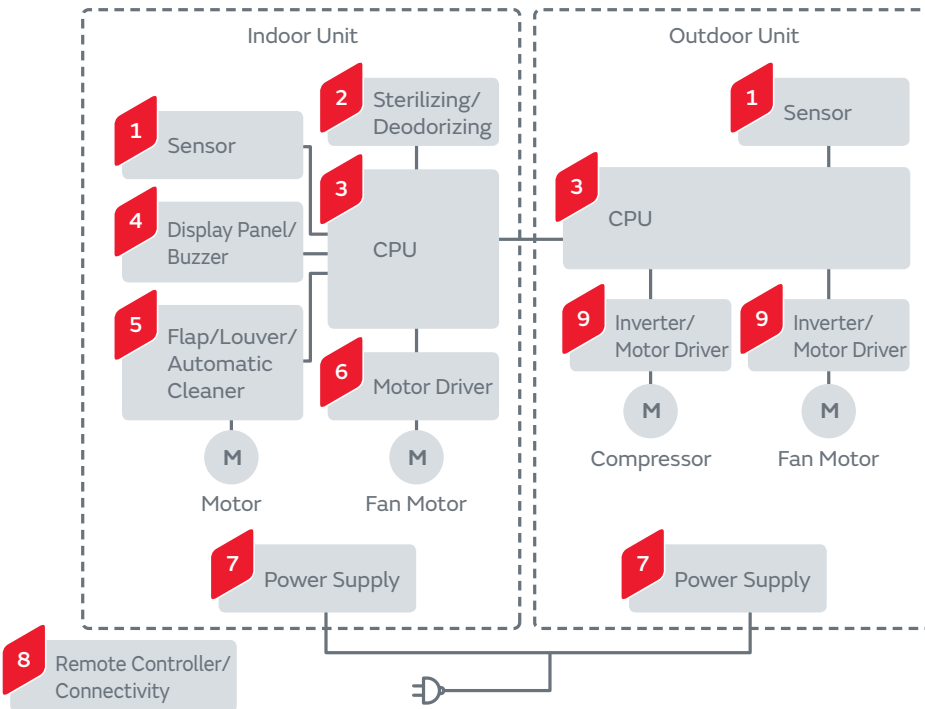 Indoor Unit
1
Sensor
2
Sterilizing/
Deodorizing
3
CPU
4
Display Panel/
Buzzer
5
Flap/Louver/
Automatic
Cleaner
6
Motor Driver
M
Motor
M
Fan Motor
7
Power Supply
8
Remote Controller/
Connectivity
Outdoor Unit
1
Sensor
3
CPU
9
Inverter/
Motor Driver
9
Inverter/
Motor Driver
M
Compressor
M
Fan Motor
7
Power Supply